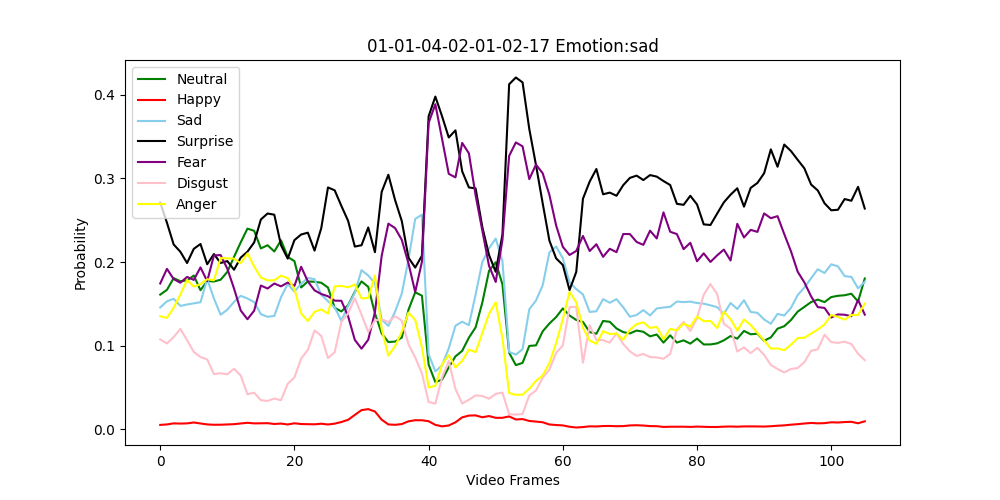 01-01-04-02-01-02-17 Emotion:sad
Neutral
Happy
Sad
Surprise
Fear
Disgust
Anger
Probability
0.4
0.3
0.2
0.1
0.0
0 20 40 60 80 100
Video Frames